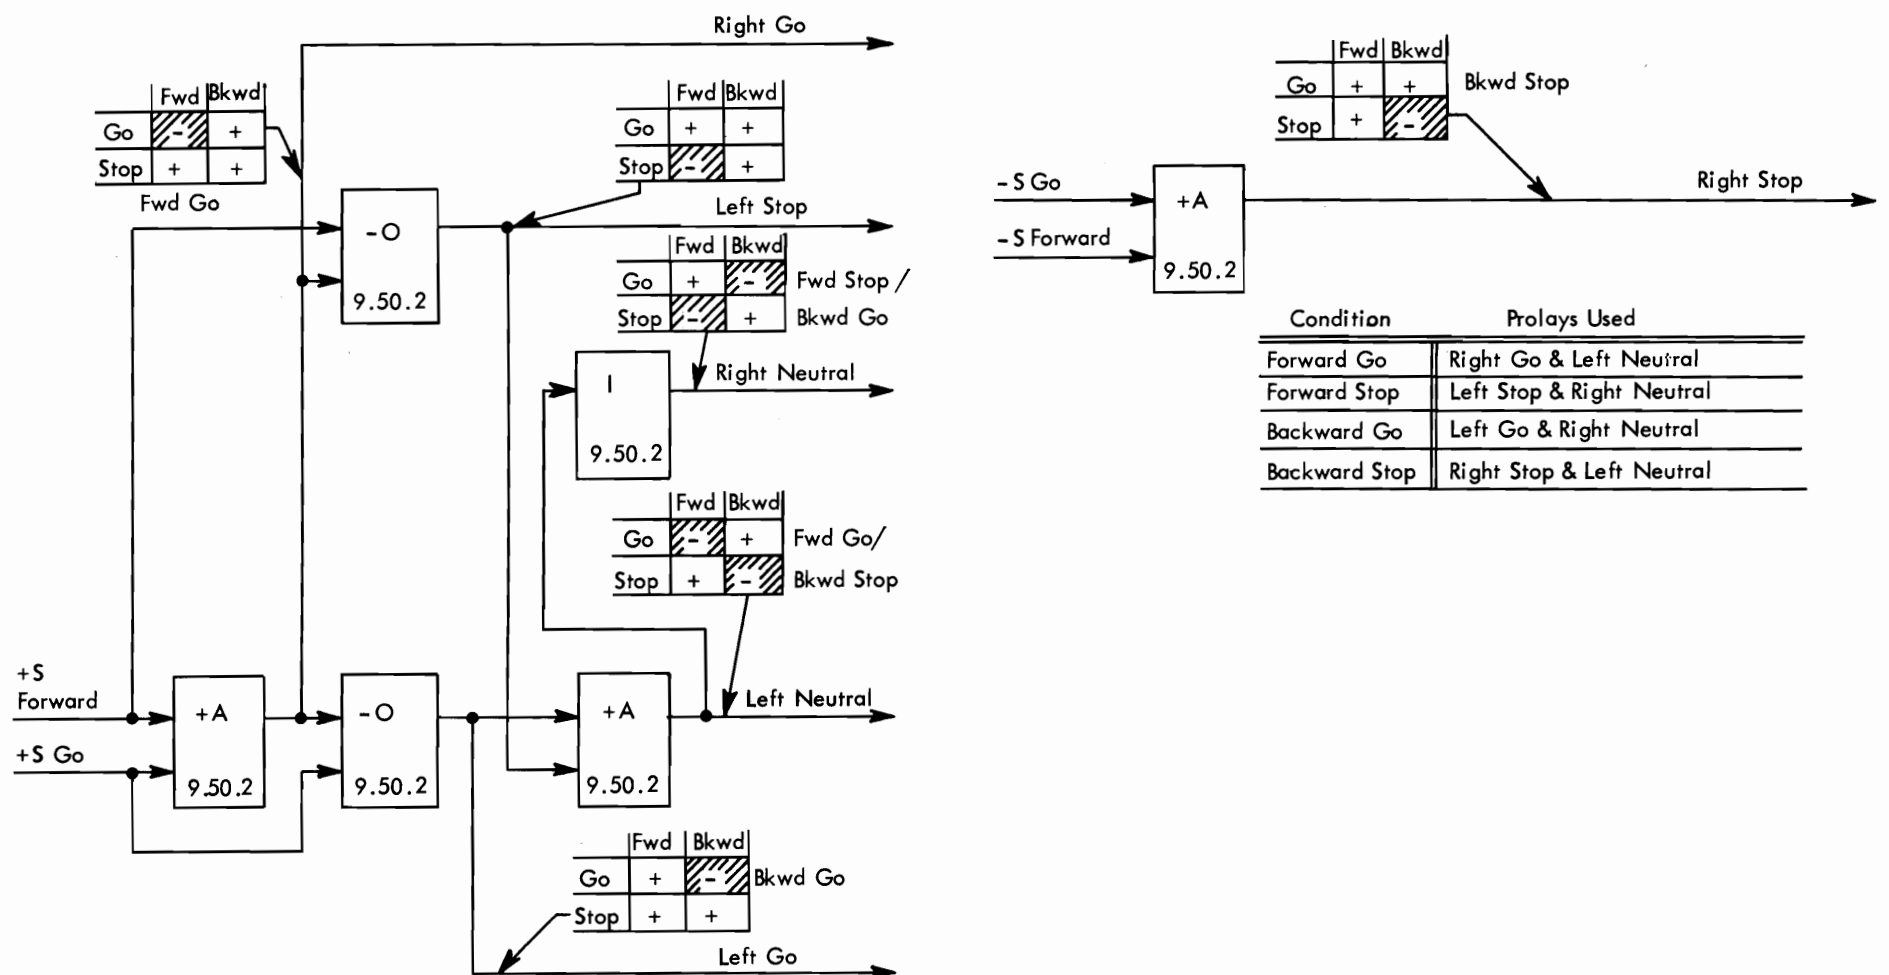 Right Go
Fwd Bkwd
Go - +
Stop + +
Fwd Go
-O
9.50.2
Fwd Bkwd
Go + +
Stop - +
Left Stop
Fwd Bkwd
Go + - Fwd Stop /
Stop - + Bkwd Go
I
9.50.2
Right Neutral
Fwd Bkwd
Go - + Fwd Go/
Stop + - Bkwd Stop
+S
Forward
+S Go
+A
9.50.2
-O
9.50.2
+A
9.50.2
Left Neutral
Fwd Bkwd
Go + - Bkwd Go
Stop + +
Left Go
Fwd Bkwd
Go + + Bkwd Stop
Stop + -
-S Go
-S Forward
+A
9.50.2
Right Stop
Condition Prolays Used
Forward Go Right Go & Left Neutral
Forward Stop Left Stop & Right Neutral
Backward Go Left Go & Right Neutral
Backward Stop Right Stop & Left Neutral